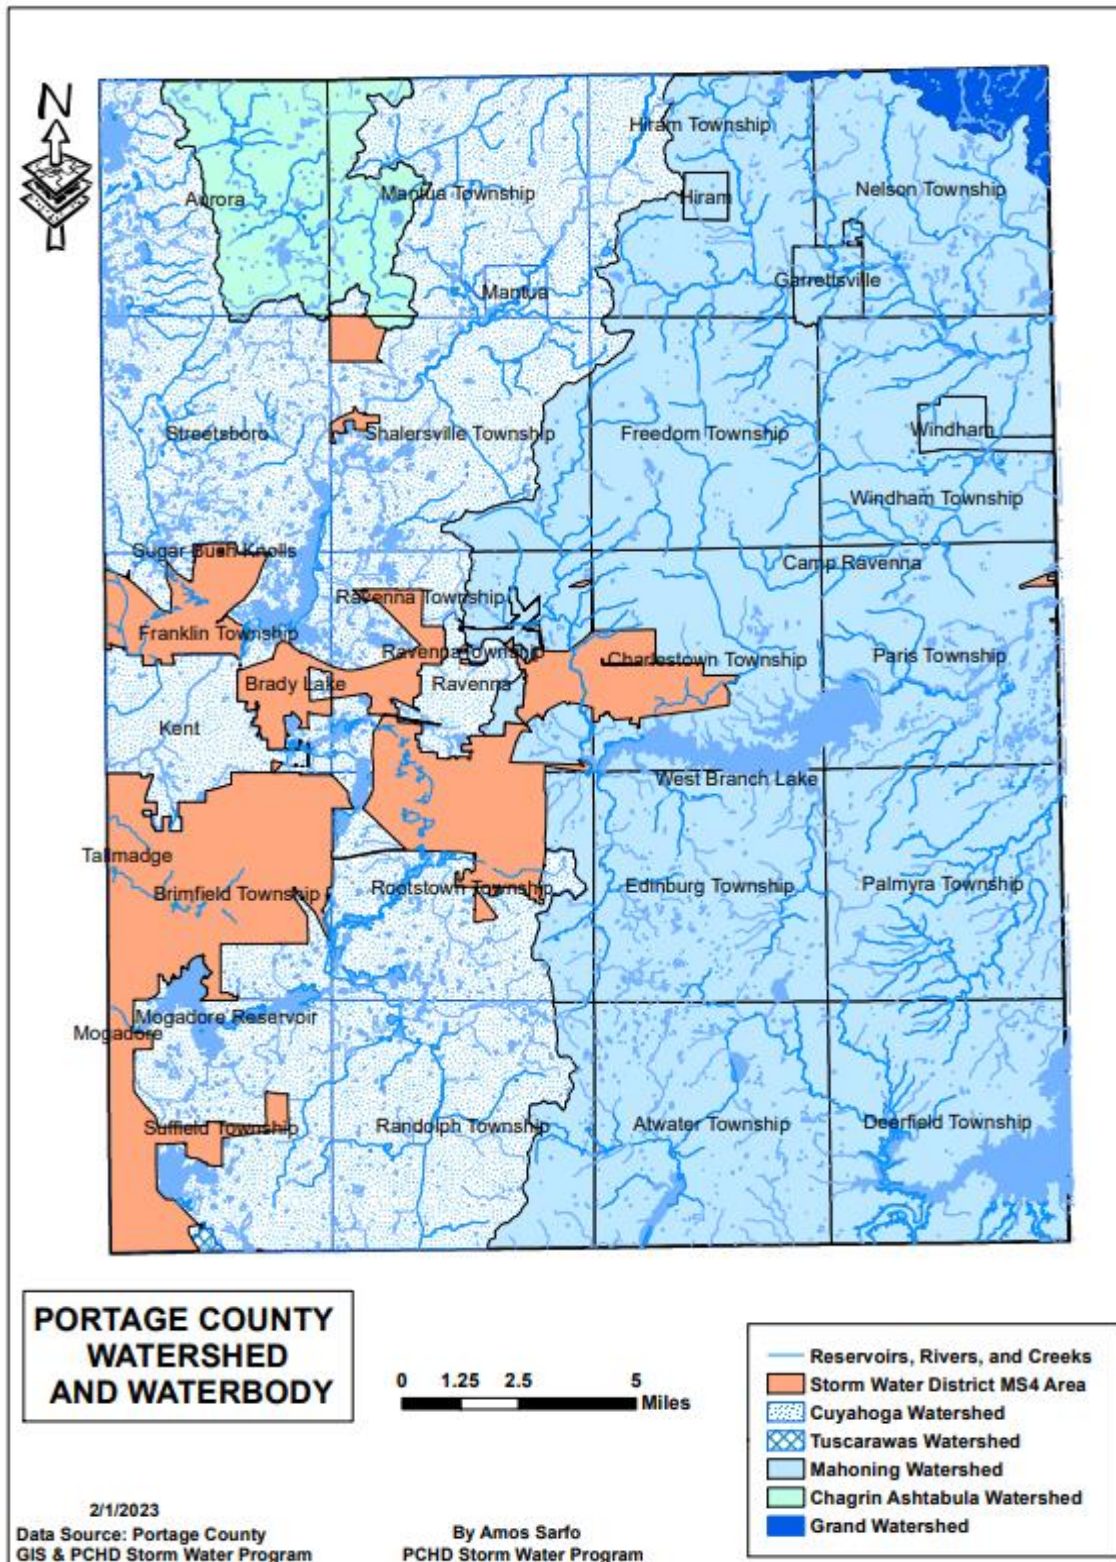 N
Hiram Township
Aurora
Mantua Township
Hiram
Nelson Township
Mantua
Garrettsville
Streetsboro
Shalersville Township
Freedom Township
Windham
Windham Township
Sugar Bush Knolls
Camp Ravenna
Ravenna Township
Franklin Township
Ravenna Township
Charlestown Township
Paris Township
Brady Lake
Ravenna
Kent
West Branch Lake
Tallmadge
Brimfield Township
Rootstown Township
Edinburg Township
Palmyra Township
Mogadore Reservoir
Mogadore
Suffield Township
Randolph Township
Atwater Township
Deerfield Township
PORTAGE COUNTY
WATERSHED
AND WATERBODY
0 1.25 2.5 5
Miles
Reservoirs, Rivers, and Creeks
Storm Water District MS4 Area
Cuyahoga Watershed
Tuscarawas Watershed
Mahoning Watershed
Chagrin Ashtabula Watershed
Grand Watershed
2/1/2023
Data Source: Portage County
GIS & PCHD Storm Water Program
By Amos Sarfo
PCHD Storm Water Program